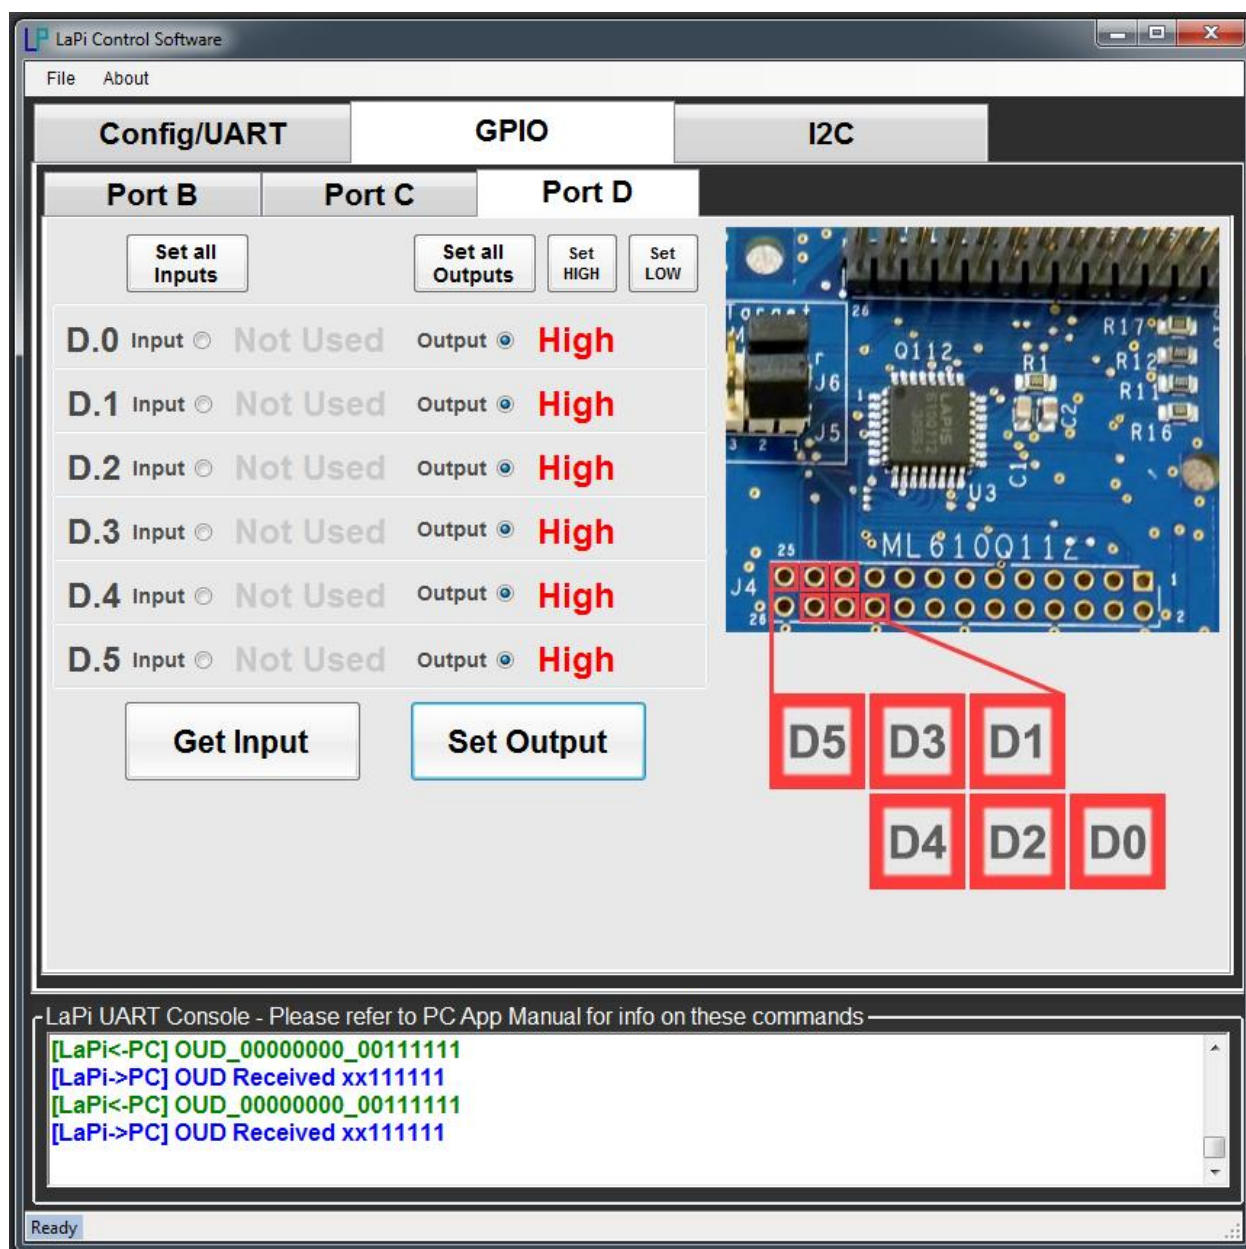 LaPi Control Software
File About
Config/UART GPIO I2C
Port B Port C Port D
Set all Inputs
Set all Outputs
Set HIGH
Set LOW
D.0 Input Not Used Output High
D.1 Input Not Used Output High
D.2 Input Not Used Output High
D.3 Input Not Used Output High
D.4 Input Not Used Output High
D.5 Input Not Used Output High
Get Input Set Output
Target
26
R17
Q112
R1
R12
J6
R11
1
C2
J5
R16
3 2 1
C1
U3
25
ML610Q112
1
J4
26
2
D5 D3 D1
D4 D2 D0
LaPi UART Console - Please refer to PC App Manual for info on these commands
[LaPi<-PC] OUD_00000000_00111111
[LaPi->PC] OUD Received xx111111
[LaPi<-PC] OUD_00000000_00111111
[LaPi->PC] OUD Received xx111111
Ready